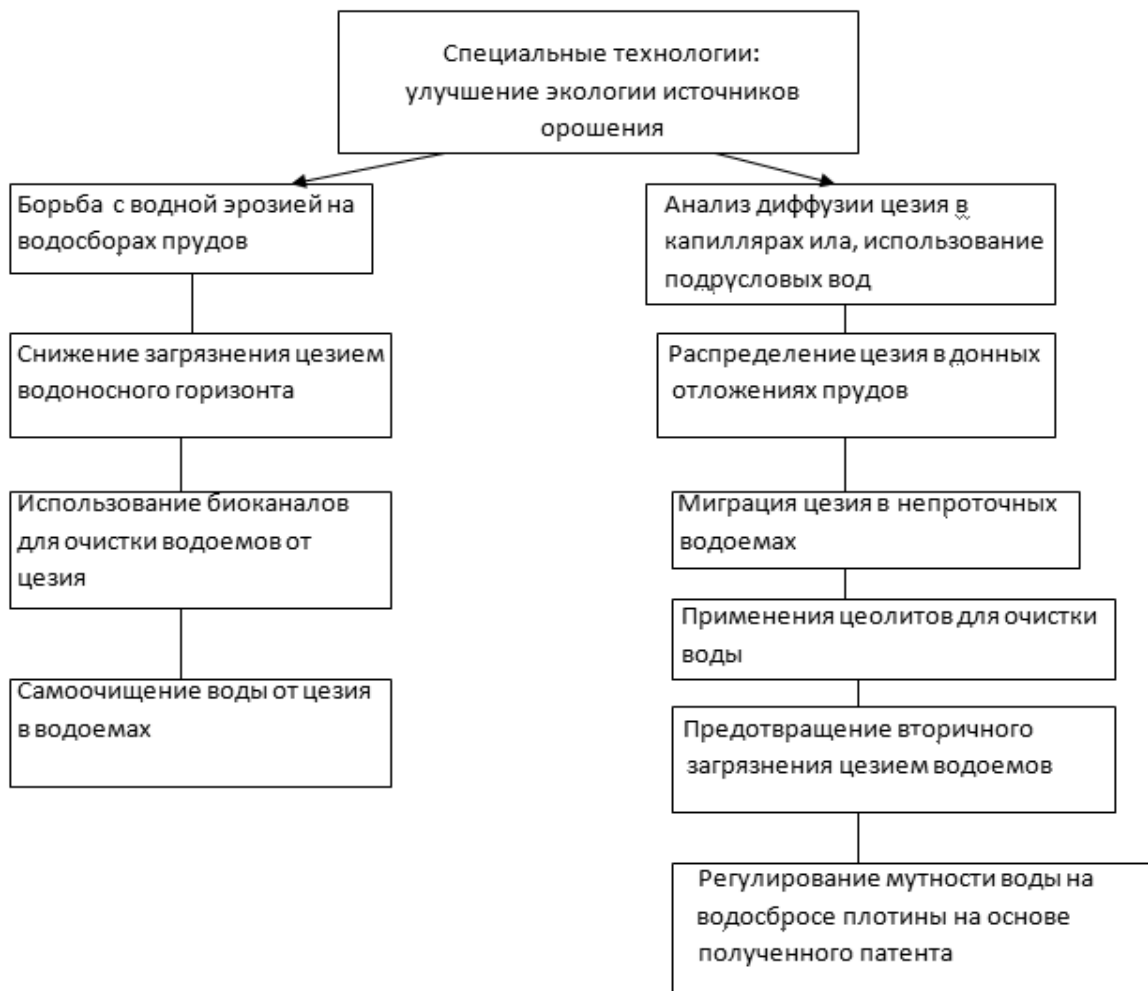 Специальные технологии:
улучшение экологии источников
орошения
Борьба с водной эрозией на
водосборах прудов
Снижение загрязнения цезием
водоносного горизонта
Использование биоканалов
для очистки водоемов от
цезия
Самоочищение воды от цезия
в водоемах
Анализ диффузии цезия в
капиллярах ила, использование
подрусловых вод
Распределение цезия в донных
отложениях прудов
Миграция цезия в непроточных
водоемах
Применения цеолитов для очистки
воды
Предотвращение вторичного
загрязнения цезием водоемов
Регулирование мутности воды на
водосбросе плотины на основе
полученного патента